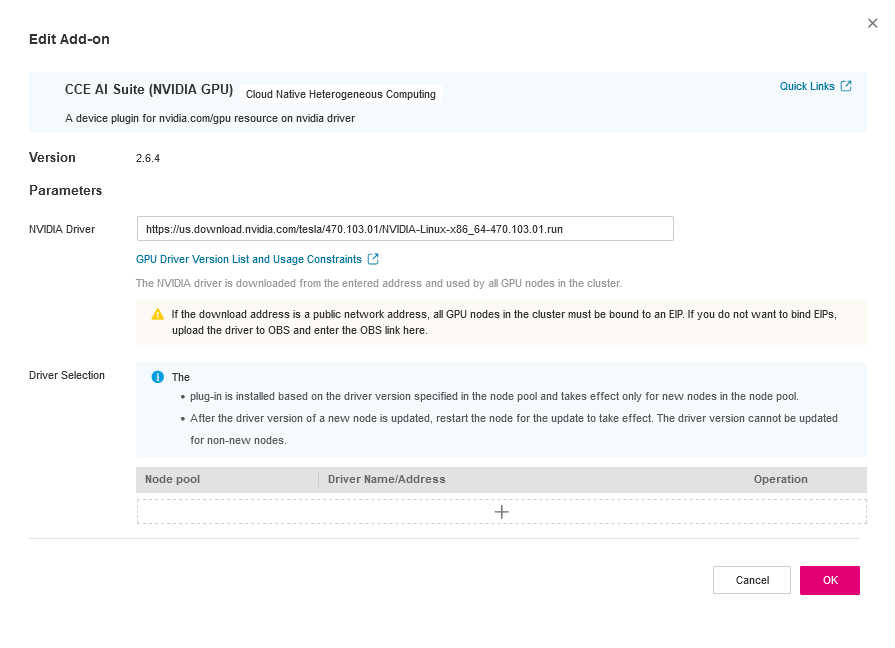 Edit Add-on
CCE AI Suite (NVIDIA GPU)
Cloud Native Heterogeneous Computing
Quick Links
A device plugin for nvidia.com/gpu resource on nvidia driver
Version
2.6.4
Parameters
NVIDIA Driver
https://us.download.nvidia.com/tesla/470.103.01/NVIDIA-Linux-x86_64-470.103.01.run
GPU Driver Version List and Usage Constraints
The NVIDIA driver is downloaded from the entered address and used by all GPU nodes in the cluster.
If the download address is a public network address, all GPU nodes in the cluster must be bound to an EIP. If you do not want to bind EIPs,
upload the driver to OBS and enter the OBS link here.
Driver Selection
The
• plug-in is installed based on the driver version specified in the node pool and takes effect only for new nodes in the node pool.
• After the driver version of a new node is updated, restart the node for the update to take effect. The driver version cannot be updated
for non-new nodes.
Node pool
Driver Name/Address
Operation
Cancel
OK